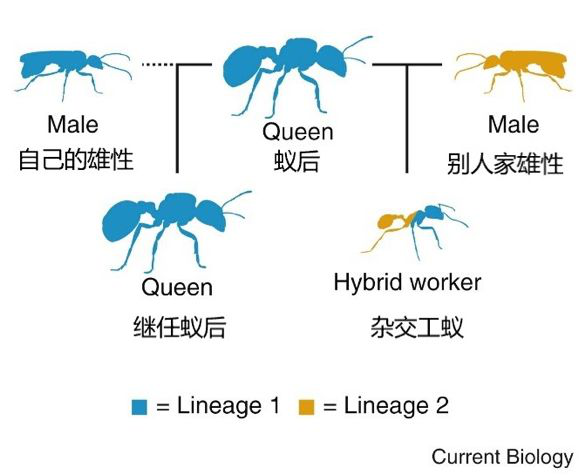 Male
自己的雄性
Queen
蚁后
Male
别人家雄性
Queen
继任蚁后
Hybrid worker
杂交工蚁
= Lineage 1 = Lineage 2
Current Biology